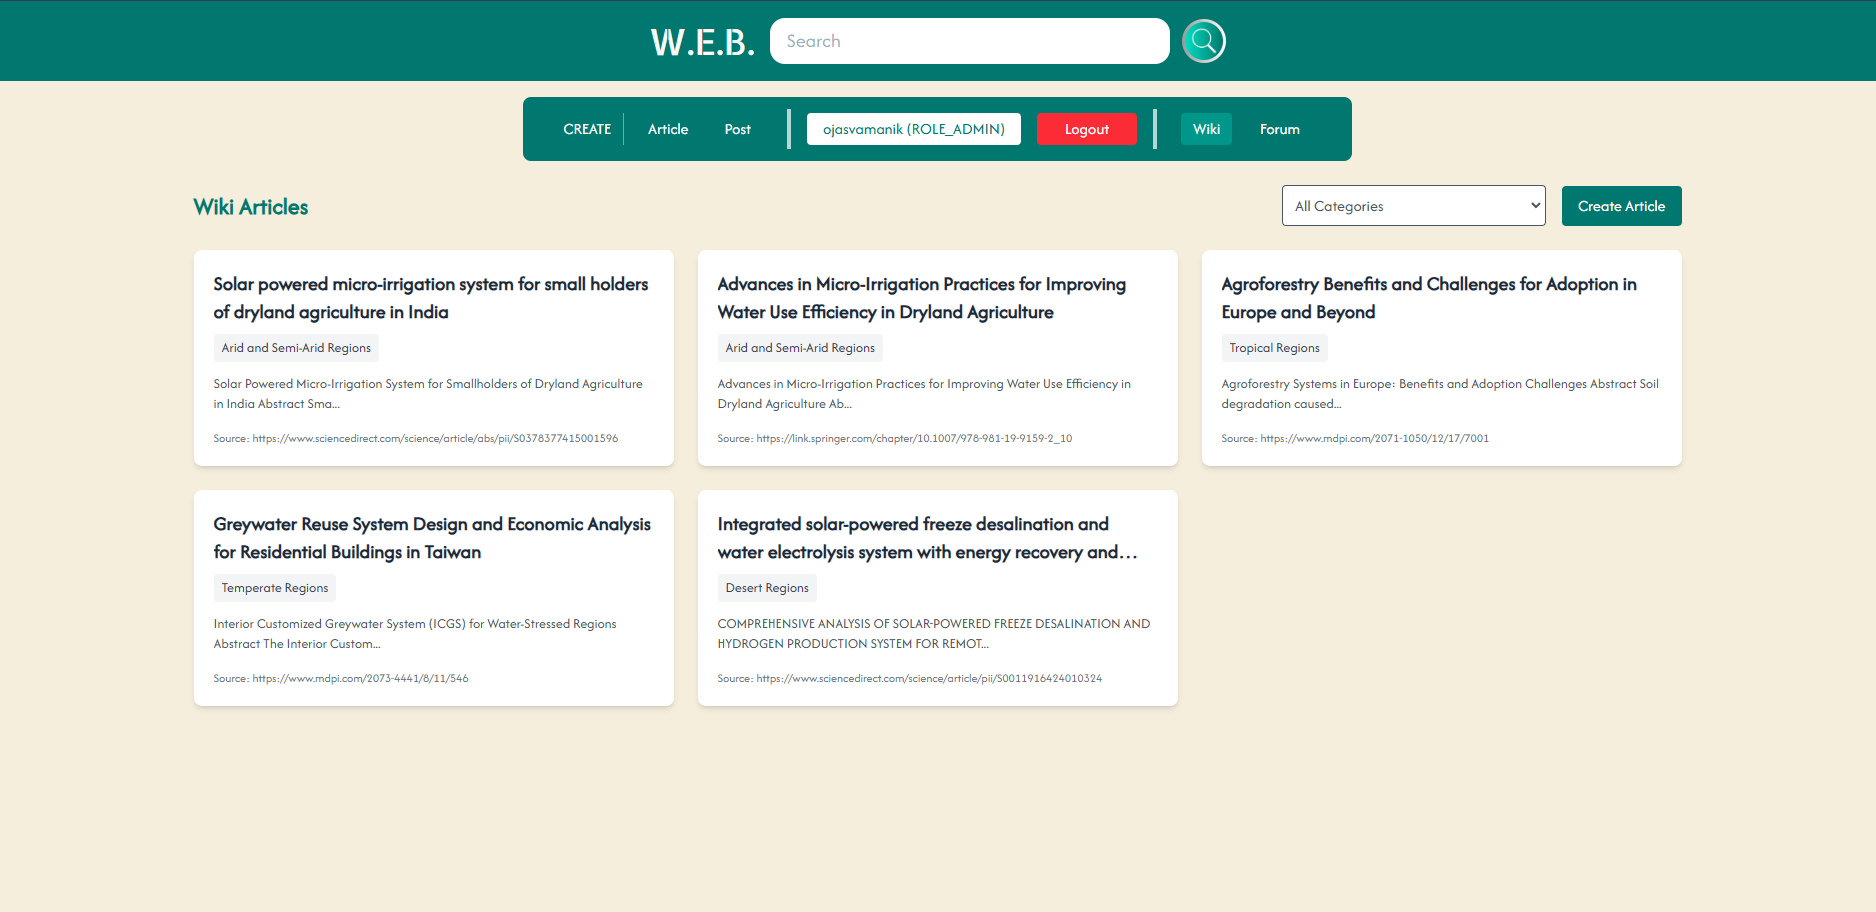 W.E.B.
Search
CREATE
Article
Post
ojasvamanik (ROLE_ADMIN)
Logout
Wiki
Forum
Wiki Articles
All Categories
Create Article
Solar powered micro-irrigation system for small holders
of dryland agriculture in India
Arid and Semi-Arid Regions
Solar Powered Micro-Irrigation System for Smallholders of Dryland Agriculture
in India Abstract Sma...
Source: https://www.sciencedirect.com/science/article/abs/pii/S0378377415001596
Advances in Micro-Irrigation Practices for Improving
Water Use Efficiency in Dryland Agriculture
Arid and Semi-Arid Regions
Advances in Micro-Irrigation Practices for Improving Water Use Efficiency in
Dryland Agriculture Ab...
Source: https://link.springer.com/chapter/10.1007/978-981-19-9159-2_10
Agroforestry Benefits and Challenges for Adoption in
Europe and Beyond
Tropical Regions
Agroforestry Systems in Europe: Benefits and Adoption Challenges Abstract Soil
degradation caused...
Source: https://www.mdpi.com/2071-1050/12/17/7001
Greywater Reuse System Design and Economic Analysis
for Residential Buildings in Taiwan
Temperate Regions
Interior Customized Greywater System (ICGS) for Water-Stressed Regions
Abstract The Interior Custom...
Source: https://www.mdpi.com/2073-4441/8/11/546
Integrated solar-powered freeze desalination and
water electrolysis system with energy recovery and...
Desert Regions
COMPREHENSIVE ANALYSIS OF SOLAR-POWERED FREEZE DESALINATION AND
HYDROGEN PRODUCTION SYSTEM FOR REMOT...
Source: https://www.sciencedirect.com/science/article/pii/S0011916424010324